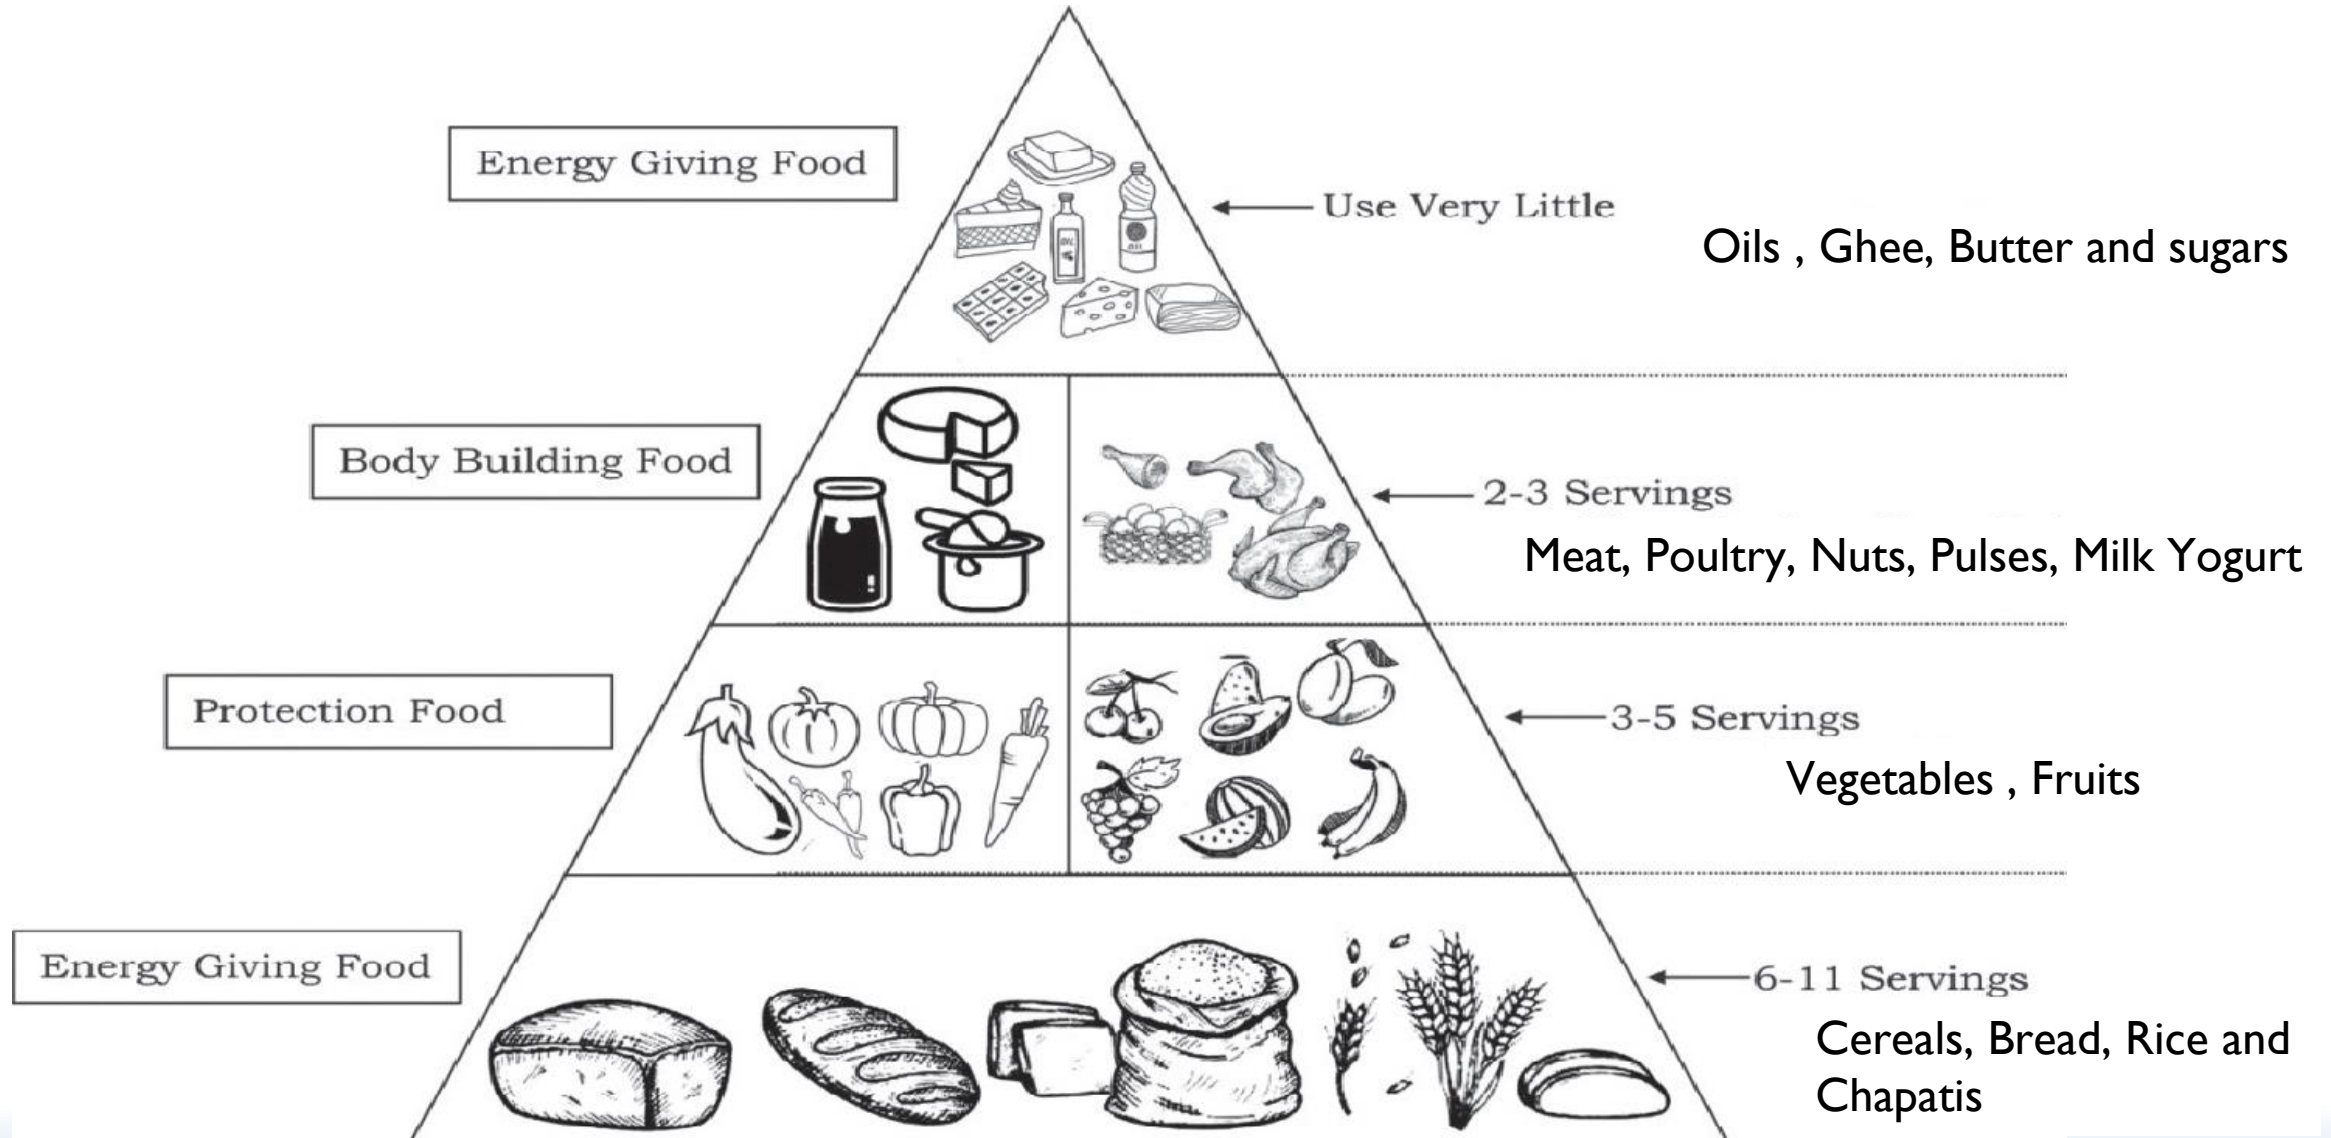 Energy Giving Food
Use Very Little
Oils , Ghee, Butter and sugars
Body Building Food
2-3 Servings
Meat, Poultry, Nuts, Pulses, Milk Yogurt
Protection Food
3-5 Servings
Vegetables , Fruits
Energy Giving Food
6-11 Servings
Cereals, Bread, Rice and
Chapatis